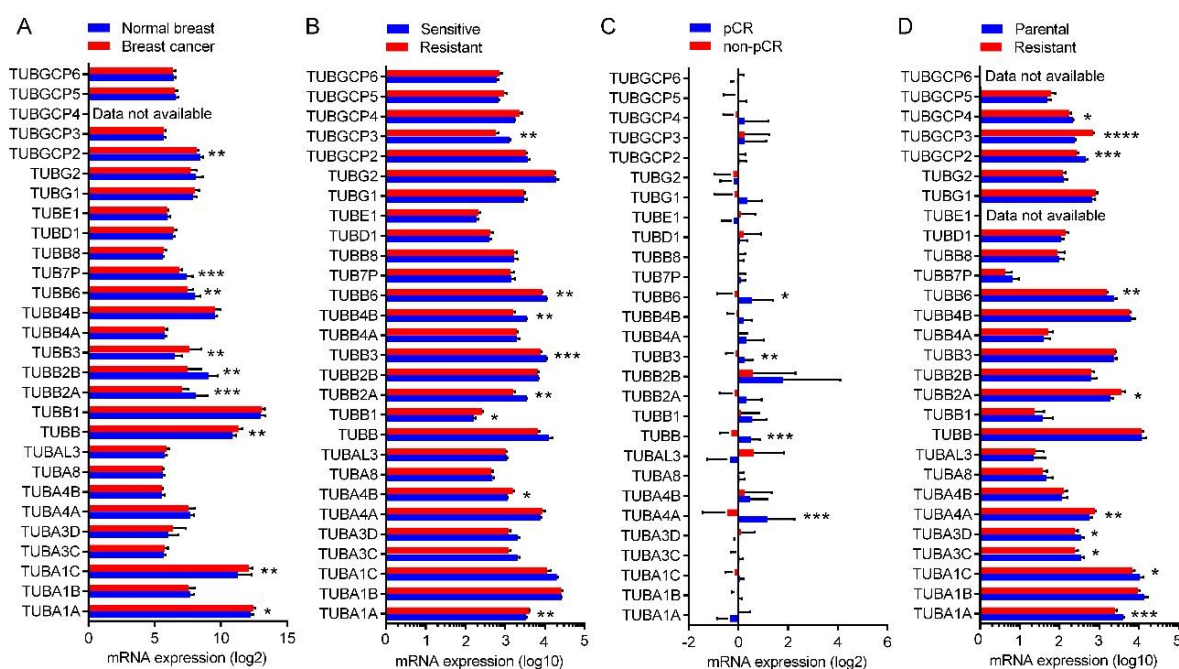 A
Normal breast
Breast cancer
TUBGCP6
TUBGCP5
TUBGCP4 Data not available
TUBGCP3
TUBGCP2 **
TUBG2
TUBG1
TUBE1
TUBD1
TUBB8
TUB7P ***
TUBB6 **
TUBB4B
TUBB4A
TUBB3 **
TUBB2B **
TUBB2A ***
TUBB1
TUBB **
TUBAL3
TUBA8
TUBA4B
TUBA4A
TUBA3D
TUBA3C
TUBA1C **
TUBA1B
TUBA1A *
0 5 10 15
mRNA expression (log2)
B
Sensitive
Resistant
TUBGCP6
TUBGCP5
TUBGCP4
TUBGCP3 **
TUBGCP2
TUBG2
TUBG1
TUBE1
TUBD1
TUBB8
TUB7P
TUBB6 **
TUBB4B **
TUBB4A
TUBB3 ***
TUBB2B
TUBB2A **
TUBB1 *
TUBB
TUBAL3
TUBA8
TUBA4B *
TUBA4A
TUBA3D
TUBA3C
TUBA1C
TUBA1B
TUBA1A **
0 1 2 3 4 5
mRNA expression (log10)
C
pCR
non-pCR
TUBGCP6
TUBGCP5
TUBGCP4
TUBGCP3
TUBGCP2
TUBG2
TUBG1
TUBE1
TUBD1
TUBB8
TUB7P
TUBB6 *
TUBB4B
TUBB4A
TUBB3 **
TUBB2B
TUBB2A
TUBB1
TUBB ***
TUBAL3
TUBA8
TUBA4B
TUBA4A ***
TUBA3D
TUBA3C
TUBA1C
TUBA1B
TUBA1A
−2 0 2 4 6
mRNA expression (log2)
D
Parental
Resistant
TUBGCP6 Data not available
TUBGCP5
TUBGCP4 *
TUBGCP3 ****
TUBGCP2 ***
TUBG2
TUBG1
TUBE1 Data not available
TUBD1
TUBB8
TUBB7P
TUBB6 **
TUBB4B
TUBB4A
TUBB3
TUBB2B
TUBB2A *
TUBB1
TUBB
TUBAL3
TUBA8
TUBA4B
TUBA4A **
TUBA3D *
TUBA3C *
TUBA1C *
TUBA1B
TUBA1A ***
0 1 2 3 4 5
mRNA expression (log10)